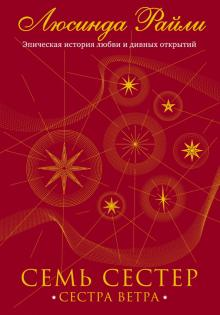 Люсинда Райли
Эпическая история любви и дивных открытий
СЕМЬ СЕСТЕР
СЕСТРА ВЕТРА